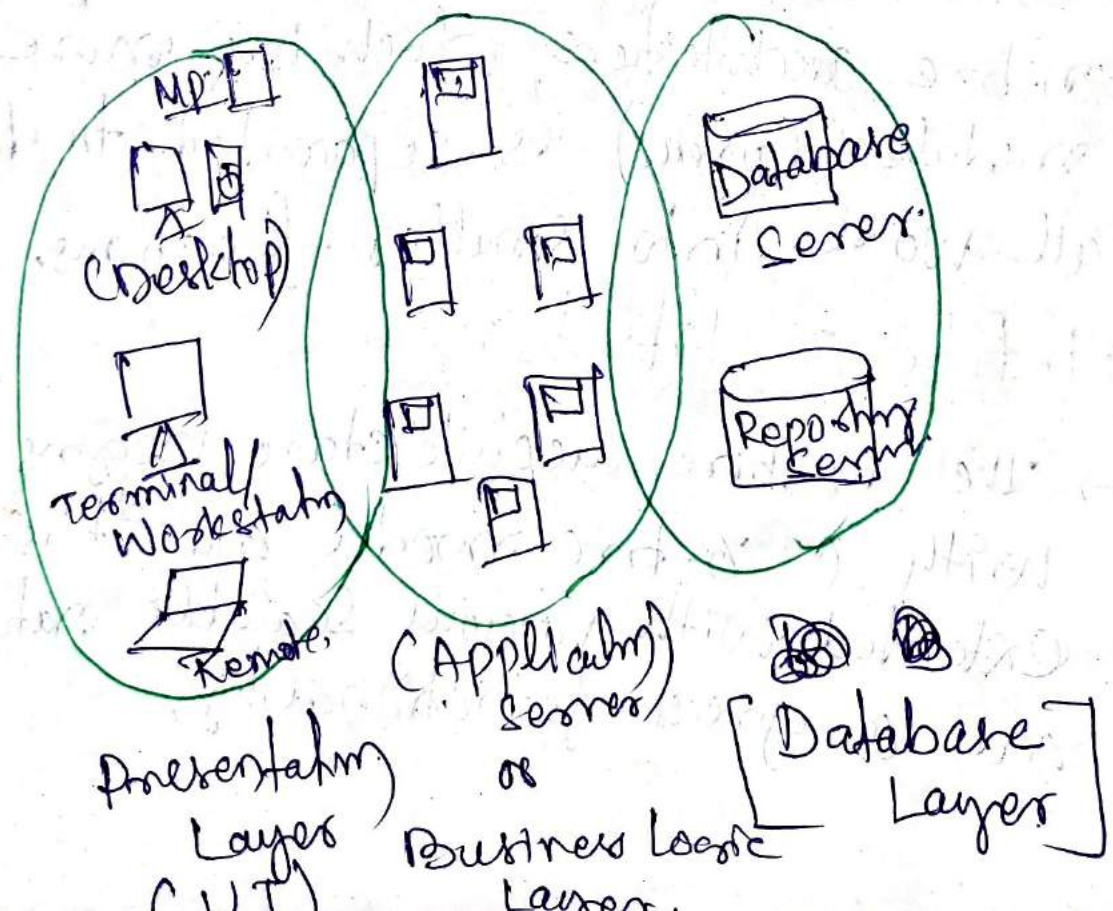 MP
(Desktop)
Terminal/
Workstation
Remote.
Presentation
Layer
(U.I)
(Application
Server)
or
Business Logic
Layer.
Database
Server.
Reporting
Server
[Database
Layer]